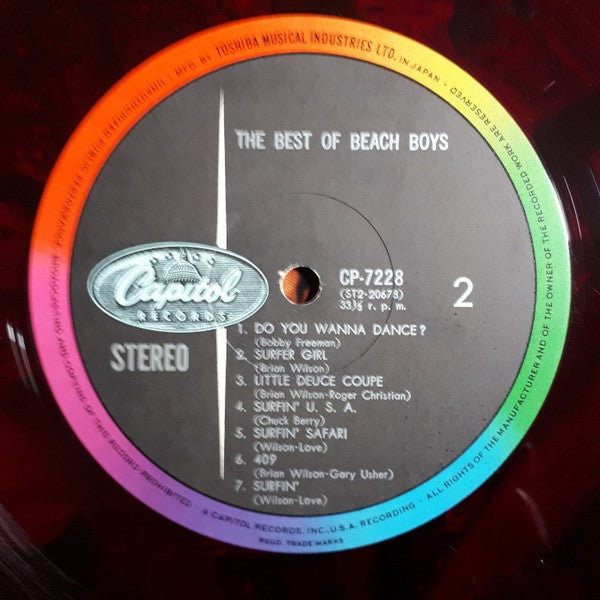 MFD. BY TOSHIBA MUSICAL INDUSTRIES LTD. IN JAPAN • ALL RIGHTS OF THE MANUFACTURER AND OF THE OWNER OF THE RECORDED WORK ARE RESERVED
THE BEST OF BEACH BOYS
Capitol
RECORDS
STEREO
CP-7228
(ST2-20678)
33⅓ r. p. m.
2
1. DO YOU WANNA DANCE?
(Bobby Freeman)
2. SURFER GIRL
(Brian Wilson)
3. LITTLE DEUCE COUPE
(Brian Wilson-Roger Christian)
4. SURFIN' U. S. A.
(Chuck Berry)
5. SURFIN' SAFARI
(Wilson-Love)
6. 409
(Brian Wilson-Gary Usher)
7. SURFIN'
(Wilson-Love)
OF THIS RECORD PROHIBITED • A CAPITOL RECORDS, INC., U.S.A. RECORDING •
REGD. TRADE MARKS